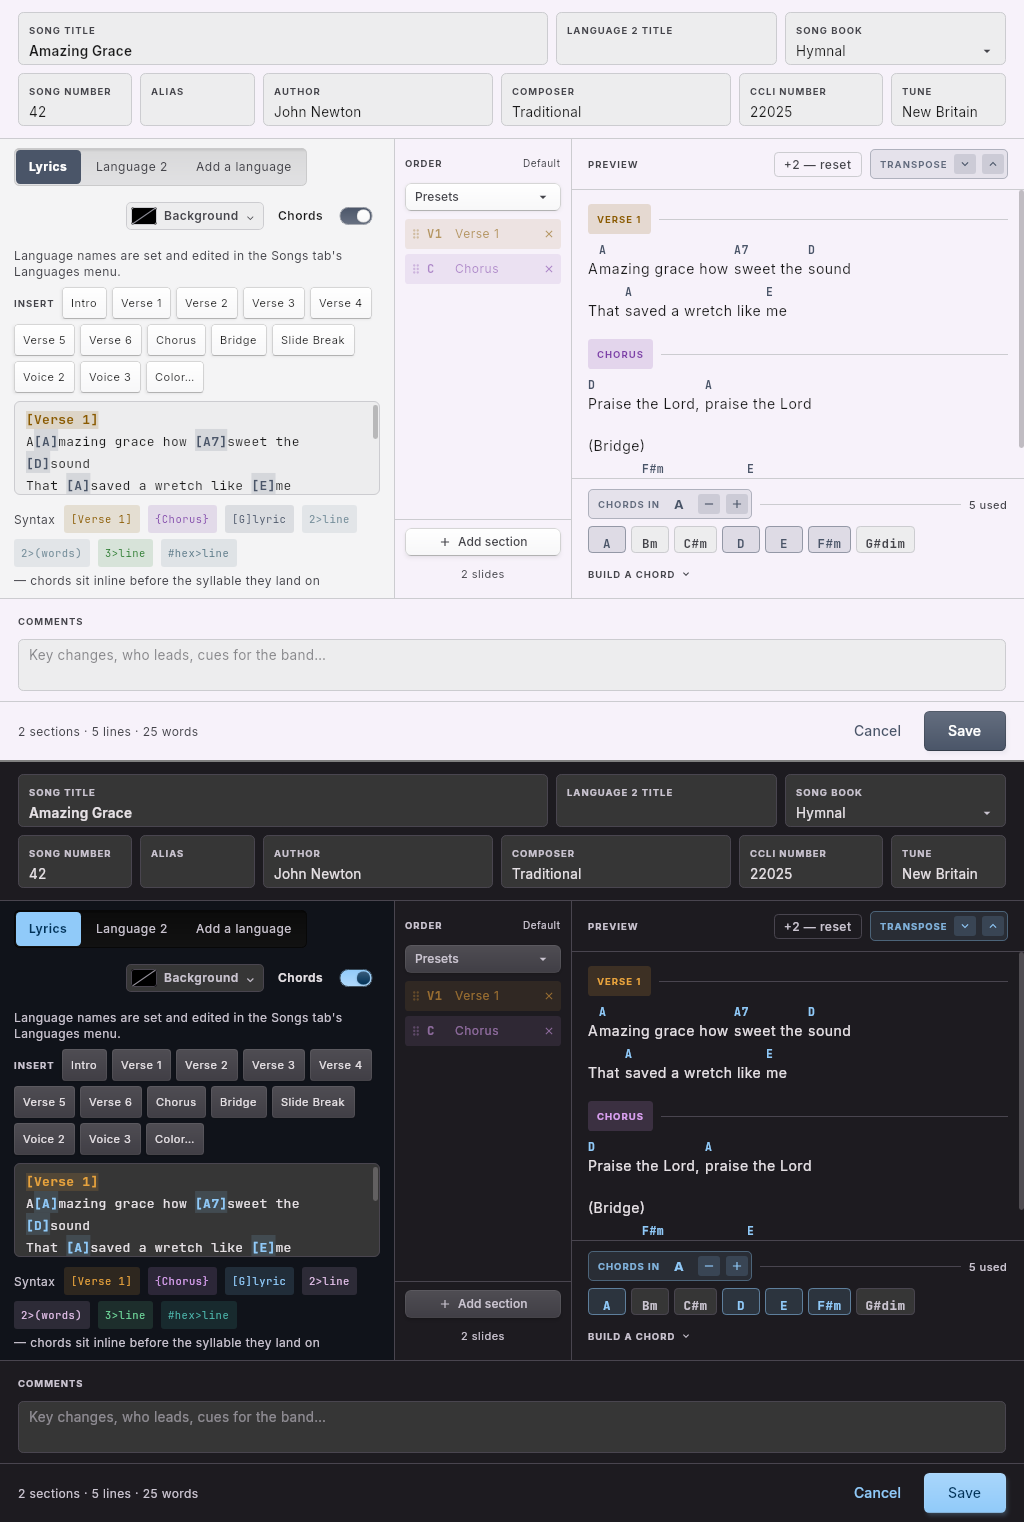 SONG TITLE
Amazing Grace
LANGUAGE 2 TITLE
SONG BOOK
Hymnal
SONG NUMBER
42
ALIAS
AUTHOR
John Newton
COMPOSER
Traditional
CCLI NUMBER
22025
TUNE
New Britain
Lyrics
Language 2
Add a language
Background
Chords
Language names are set and edited in the Songs tab's
Languages menu.
INSERT Intro Verse 1 Verse 2 Verse 3 Verse 4
Verse 5 Verse 6 Chorus Bridge Slide Break
Voice 2 Voice 3 Color...
[Verse 1]
A[A]mazing grace how [A7]sweet the
[D]sound
That [A]saved a wretch like [E]me
Syntax [Verse 1] {Chorus} [G]lyric 2>line
2>(words) 3>line #hex>line
— chords sit inline before the syllable they land on
ORDER Default
Presets
V1 Verse 1 ×
C Chorus ×
+ Add section
2 slides
PREVIEW +2 — reset TRANSPOSE
VERSE 1
A A7 D
Amazing grace how sweet the sound
A E
That saved a wretch like me
CHORUS
D A
Praise the Lord, praise the Lord
(Bridge)
F#m E
CHORDS IN A − + 5 used
A Bm C#m D E F#m G#dim
BUILD A CHORD
COMMENTS
Key changes, who leads, cues for the band...
2 sections · 5 lines · 25 words
Cancel
Save
SONG TITLE
Amazing Grace
LANGUAGE 2 TITLE
SONG BOOK
Hymnal
SONG NUMBER
42
ALIAS
AUTHOR
John Newton
COMPOSER
Traditional
CCLI NUMBER
22025
TUNE
New Britain
Lyrics
Language 2
Add a language
Background
Chords
Language names are set and edited in the Songs tab's
Languages menu.
INSERT Intro Verse 1 Verse 2 Verse 3 Verse 4
Verse 5 Verse 6 Chorus Bridge Slide Break
Voice 2 Voice 3 Color...
[Verse 1]
A[A]mazing grace how [A7]sweet the
[D]sound
That [A]saved a wretch like [E]me
Syntax [Verse 1] {Chorus} [G]lyric 2>line
2>(words) 3>line #hex>line
— chords sit inline before the syllable they land on
ORDER Default
Presets
V1 Verse 1 ×
C Chorus ×
+ Add section
2 slides
PREVIEW +2 — reset TRANSPOSE
VERSE 1
A A7 D
Amazing grace how sweet the sound
A E
That saved a wretch like me
CHORUS
D A
Praise the Lord, praise the Lord
(Bridge)
F#m E
CHORDS IN A − + 5 used
A Bm C#m D E F#m G#dim
BUILD A CHORD
COMMENTS
Key changes, who leads, cues for the band...
2 sections · 5 lines · 25 words
Cancel
Save